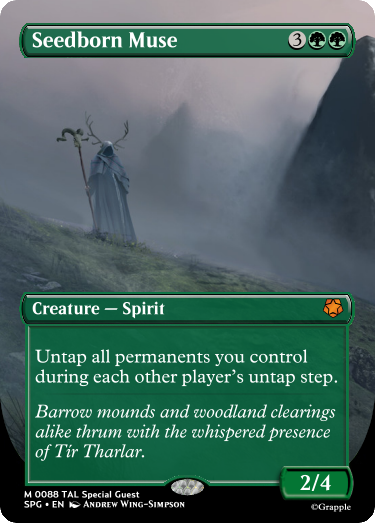 Seedborn Muse 3
Creature — Spirit
Untap all permanents you control
during each other player's untap step.
Barrow mounds and woodland clearings
alike thrum with the whispered presence
of Tír Tharlar.
2/4
M 0088 TAL Special Guest
SPG • EN Andrew Wing-Simpson
©Grapple